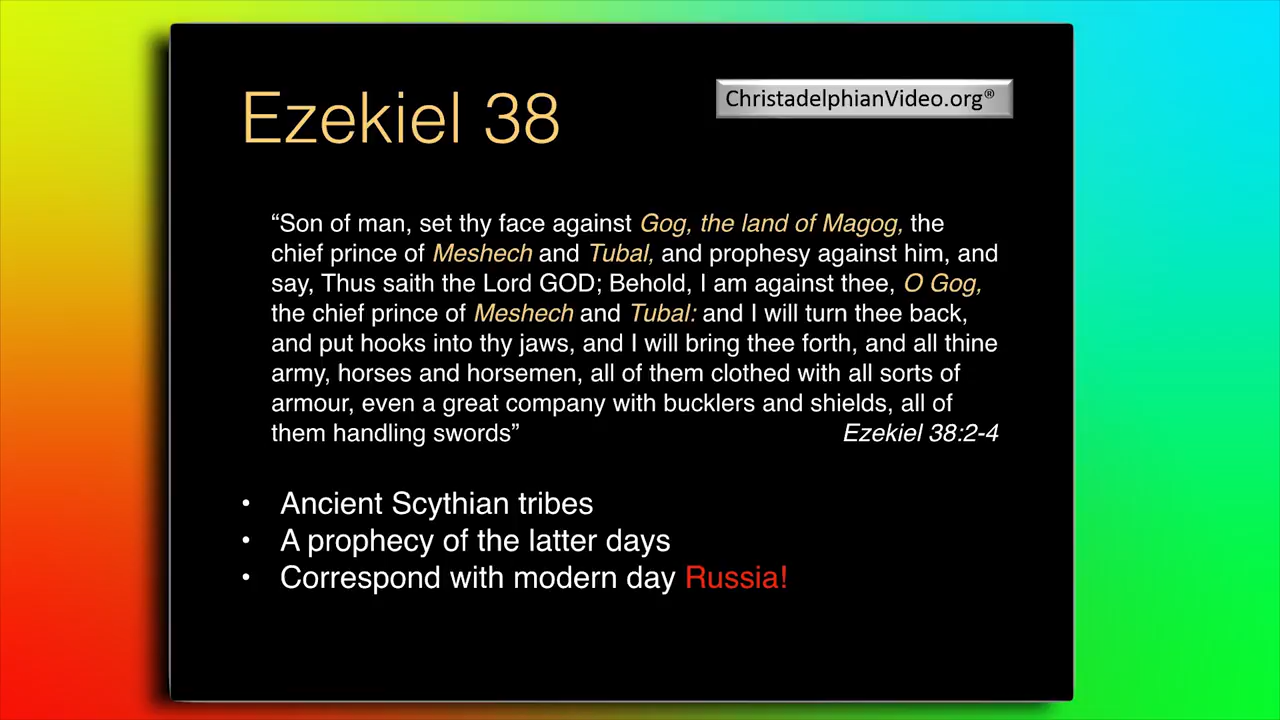 Ezekiel 38
ChristadelphianVideo.org®
“Son of man, set thy face against Gog, the land of Magog, the
chief prince of Meshech and Tubal, and prophesy against him, and
say, Thus saith the Lord GOD; Behold, I am against thee, O Gog,
the chief prince of Meshech and Tubal: and I will turn thee back,
and put hooks into thy jaws, and I will bring thee forth, and all thine
army, horses and horsemen, all of them clothed with all sorts of
armour, even a great company with bucklers and shields, all of
them handling swords” Ezekiel 38:2-4
• Ancient Scythian tribes
• A prophecy of the latter days
• Correspond with modern day Russia!